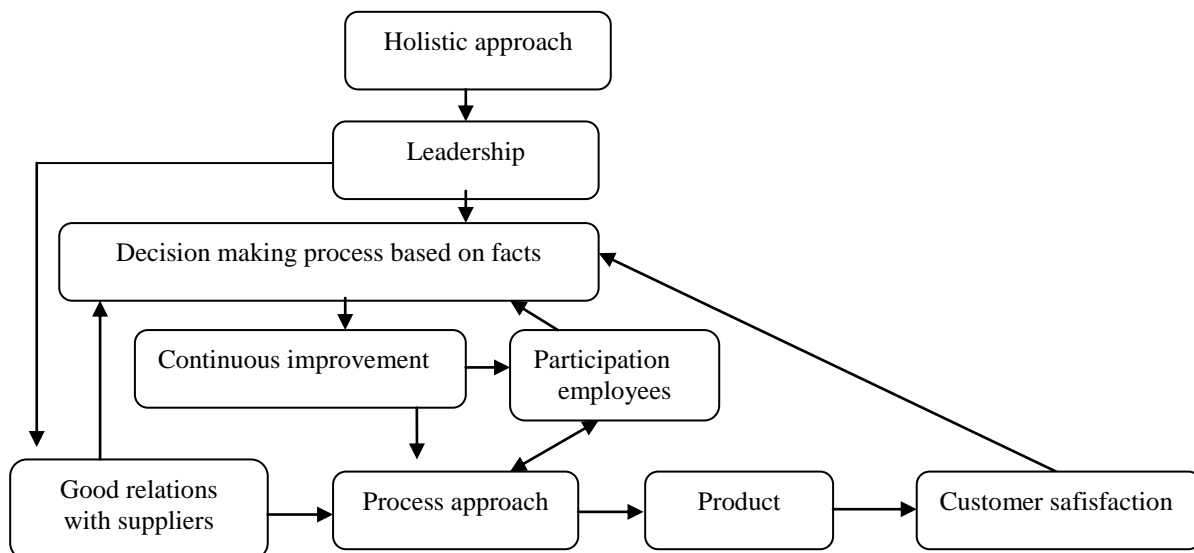 Holistic approach
Leadership
Decision making process based on facts
Continuous improvement
Participation
employees
Good relations
with suppliers
Process approach
Product
Customer safisfaction